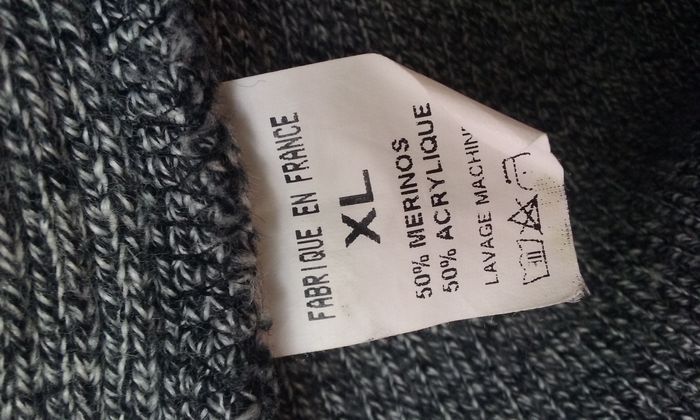 FABRIQUE EN FRANCE
XL
50% MERINOS
50% ACRYLIQUE
LAVAGE MACHINE